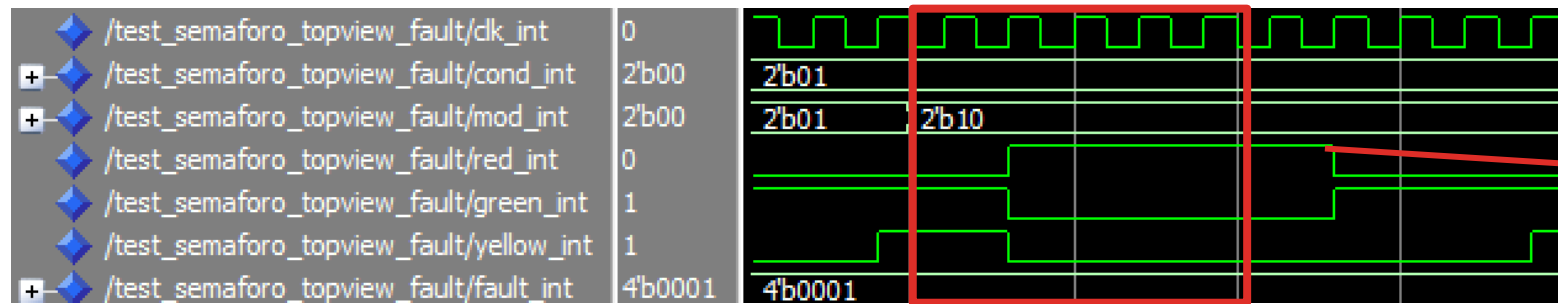 /test_semaforo_topview_fault/clk_int 0
/test_semaforo_topview_fault/cond_int 2'b00 2'b01
/test_semaforo_topview_fault/mod_int 2'b00 2'b01 2'b10
/test_semaforo_topview_fault/red_int 0
/test_semaforo_topview_fault/green_int 1
/test_semaforo_topview_fault/yellow_int 1
/test_semaforo_topview_fault/fault_int 4'b0001 4'b0001